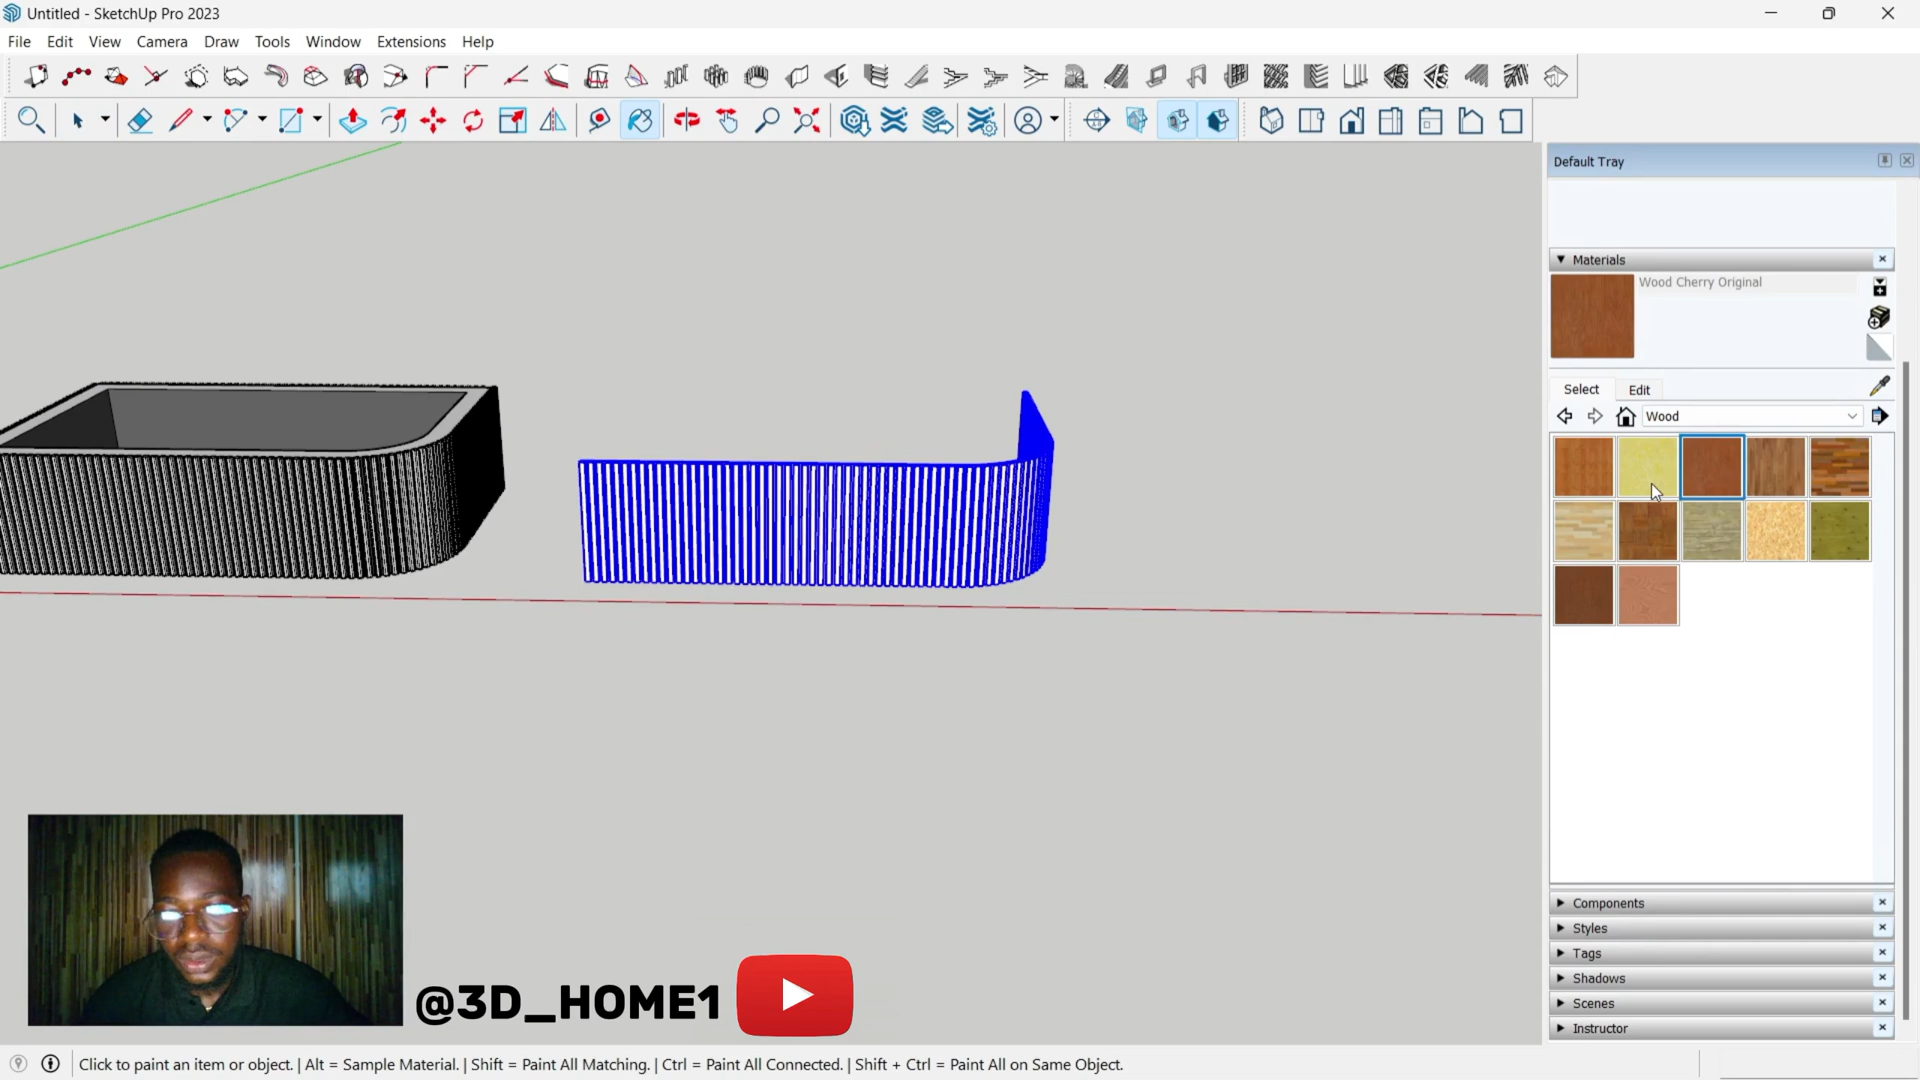 Untitled - SketchUp Pro 2023
File Edit View Camera Draw Tools Window Extensions Help
Default Tray
Materials
Wood Cherry Original
Select Edit
Wood
Components
Styles
Tags
Shadows
Scenes
Instructor
@3D_HOME1
Click to paint an item or object. | Alt = Sample Material. | Shift = Paint All Matching. | Ctrl = Paint All Connected. | Shift + Ctrl = Paint All on Same Object.